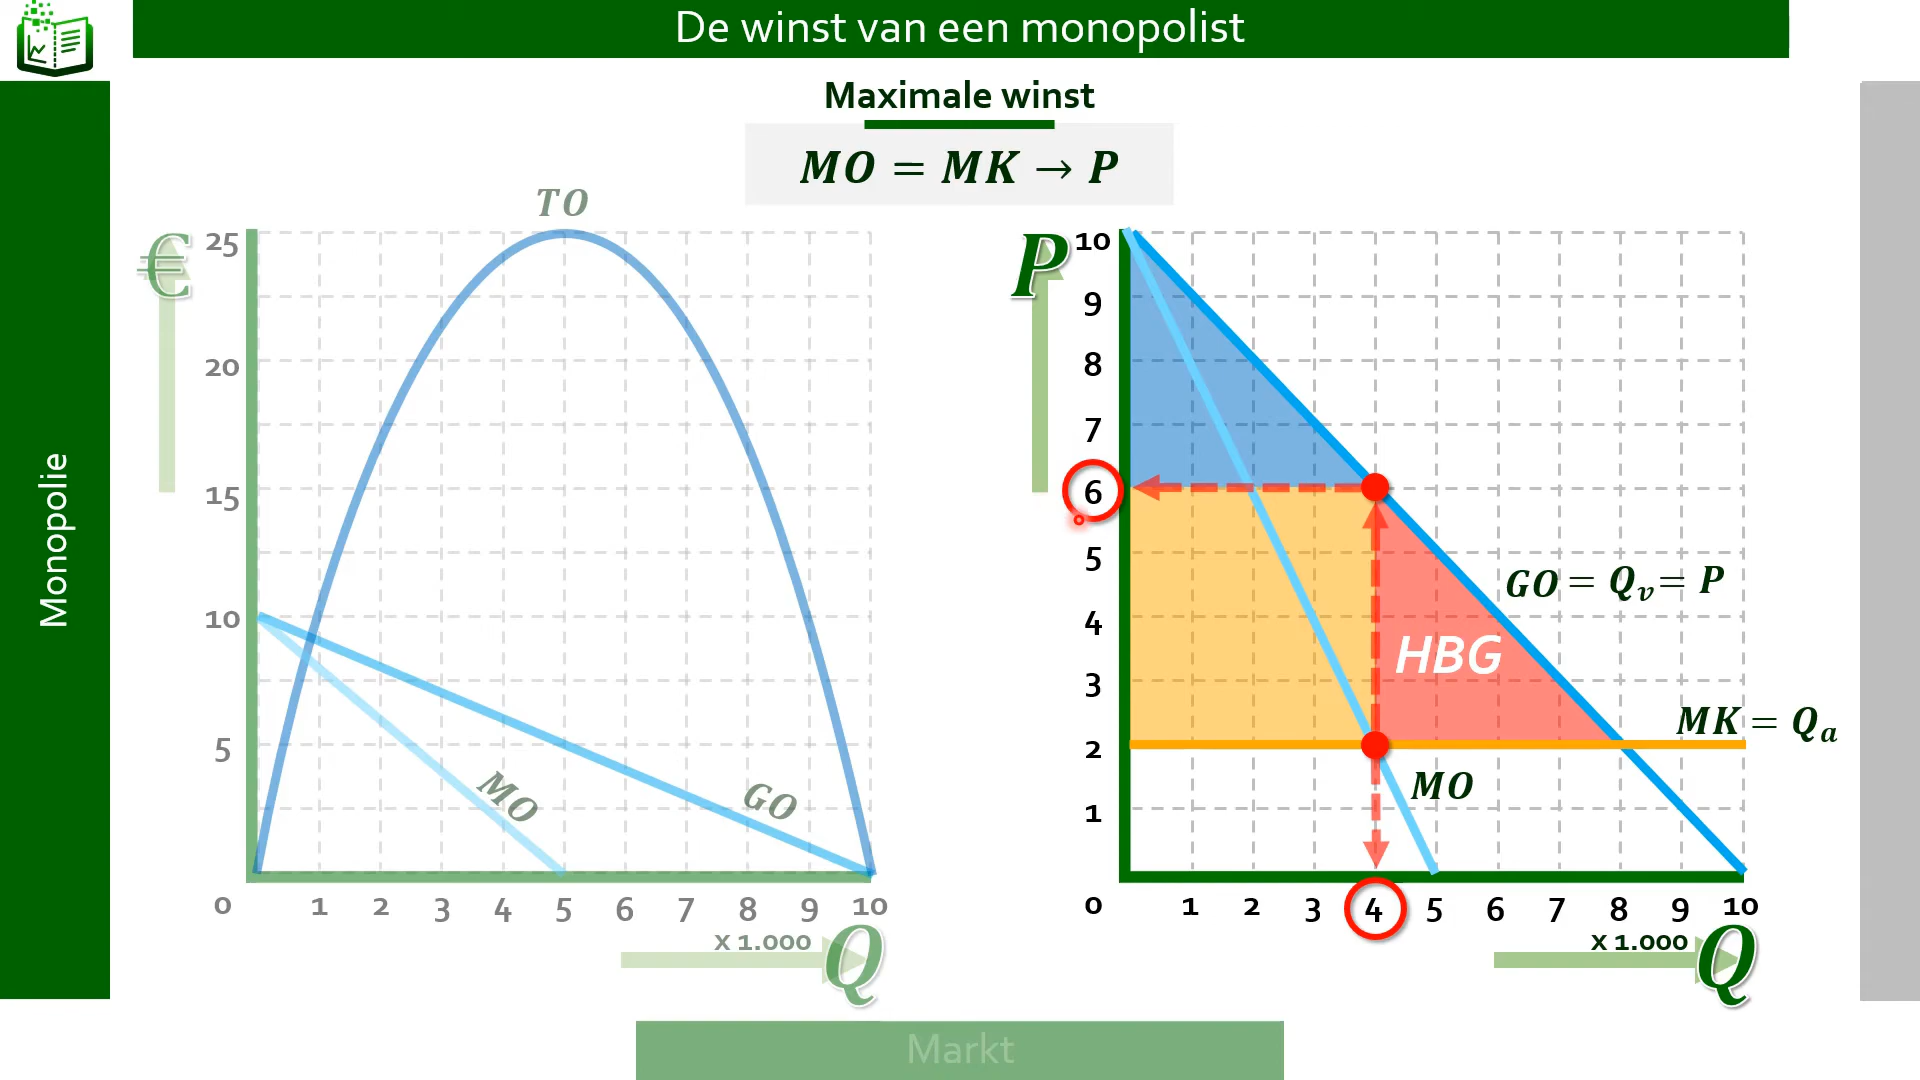 De winst van een monopolist
Maximale winst
MO = MK → P
Monopolie
TO
€
25
20
15
10
5
0
1 2 3 4 5 6 7 8 9 10
MO
GO
X 1.000
Q
P
10
9
8
7
6
5
4
3
2
1
0
1 2 3 4 5 6 7 8 9 10
GO = Qv = P
HBG
MK = Qa
MO
X 1.000
Q
Markt